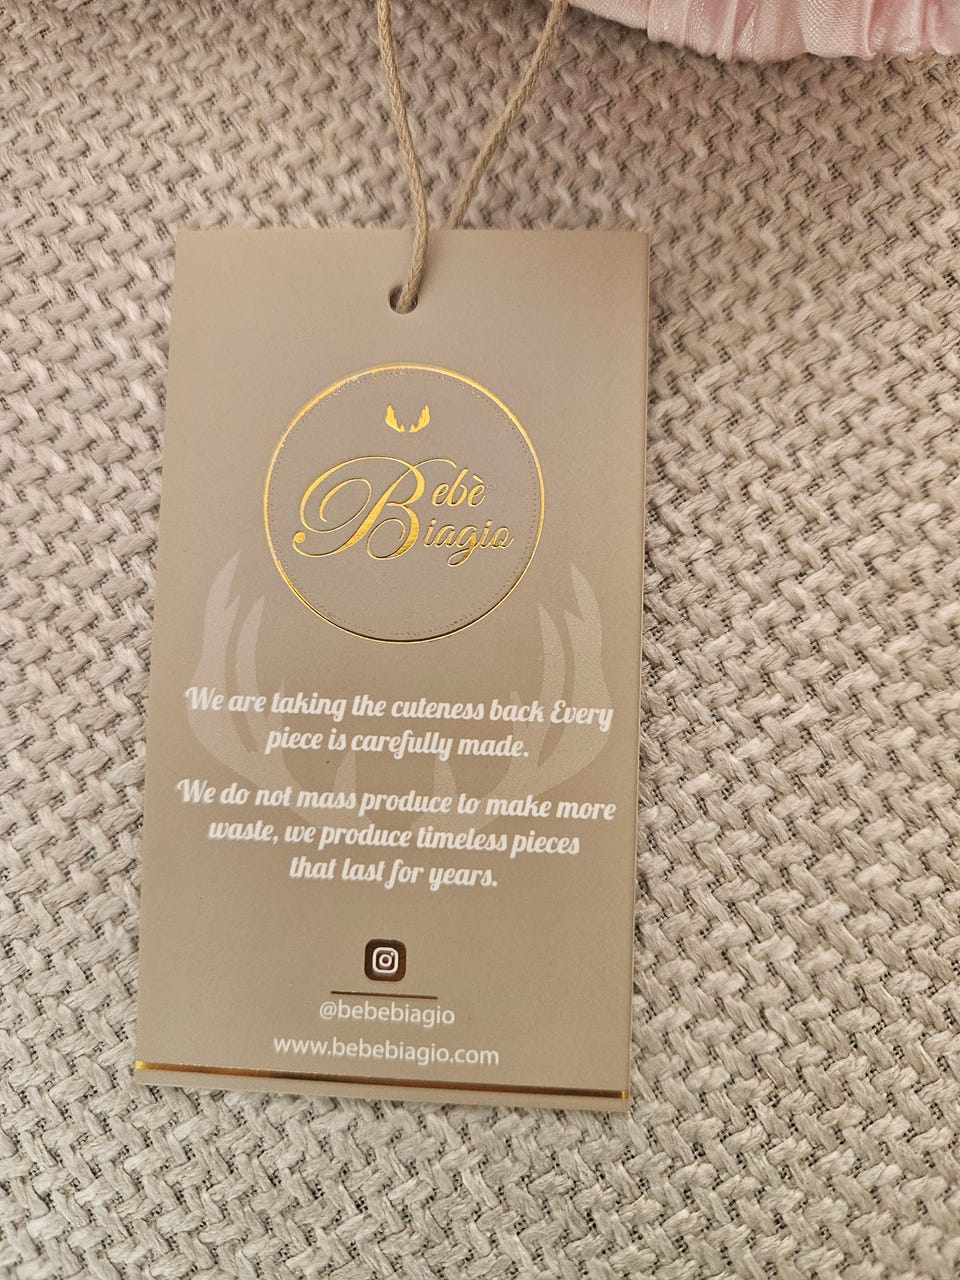 Bebè
Biagio
We are taking the cuteness back Every
piece is carefully made.
We do not mass produce to make more
waste, we produce timeless pieces
that last for years.
@bebebiagio
www.bebebiagio.com